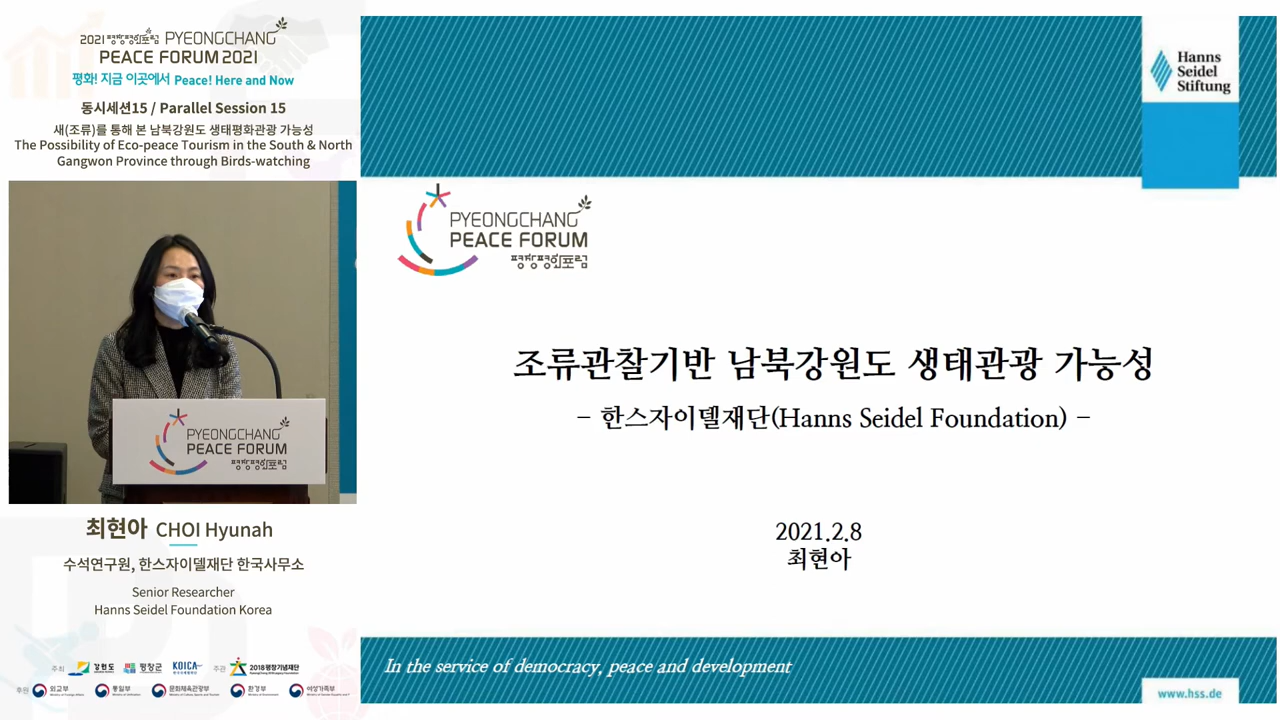 2021 평창평화포럼 PYEONGCHANG
PEACE FORUM 2021
평화! 지금 이곳에서 Peace! Here and Now
동시세션15 / Parallel Session 15
새(조류)를 통해 본 남북강원도 생태평화관광 가능성
The Possibility of Eco-peace Tourism in the South & North
Gangwon Province through Birds-watching
PYEONGCHANG
PEACE FORUM
평창평화포럼
최현아 CHOI Hyunah
수석연구원, 한스자이델재단 한국사무소
Senior Researcher
Hanns Seidel Foundation Korea
주최 강원도 평창군 KOICA 주관 2018평창기념재단
후원 외교부 통일부 문화체육관광부 환경부 여성가족부
Hanns
Seidel
Stiftung
PYEONGCHANG
PEACE FORUM
평창평화포럼
조류관찰기반 남북강원도 생태관광 가능성
- 한스자이델재단(Hanns Seidel Foundation) -
2021.2.8
최현아
In the service of democracy, peace and development
www.hss.de